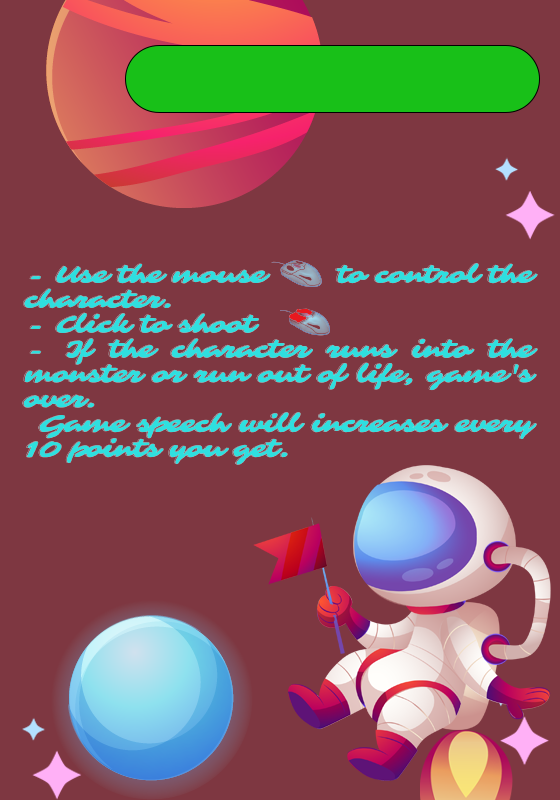 - Use the mouse to control the
character.
- Click to shoot
- If the character runs into the
monster or run out of life, game's
over.
Game speech will increases every
10 points you get.